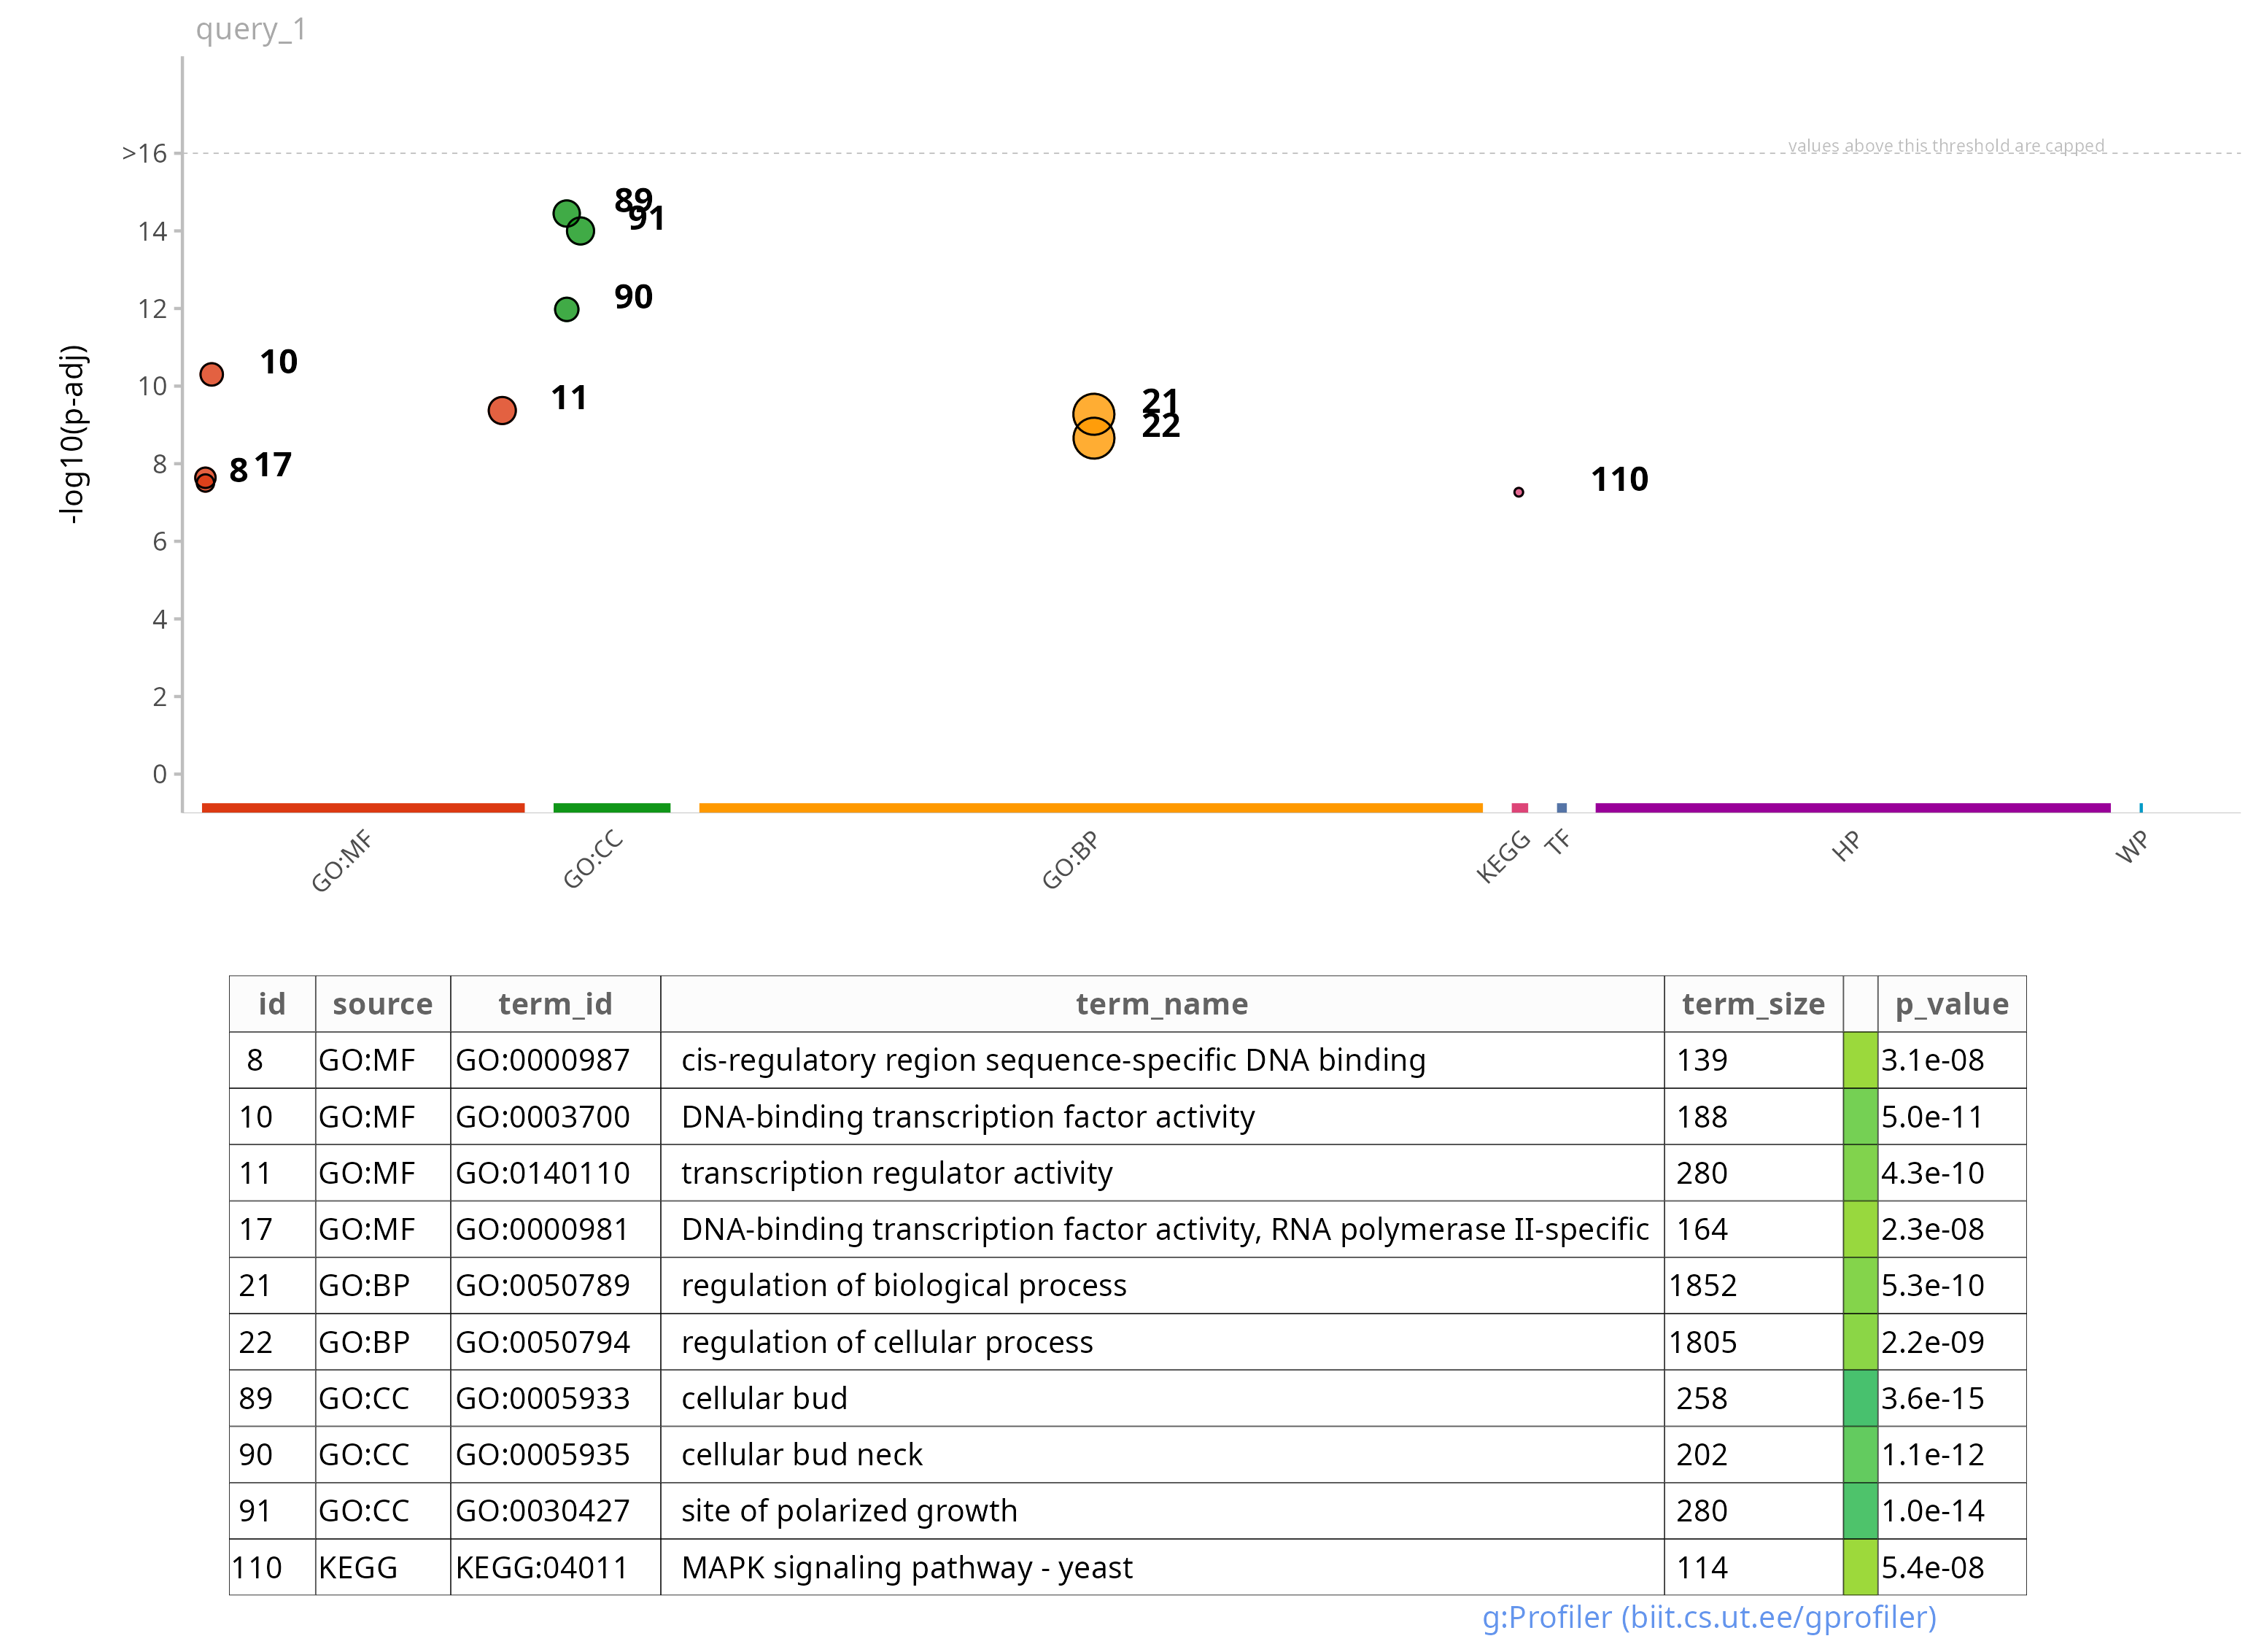 query_1
>16
values above this threshold are capped
89
91
14
90
12
10
10
11
21
22
8
8 17
110
6
4
2
0
-log10(p-adj)
GO:MF GO:CC GO:BP KEGG TF HP WP
id source term_id term_name term_size p_value
8 GO:MF GO:0000987 cis-regulatory region sequence-specific DNA binding 139 3.1e-08
10 GO:MF GO:0003700 DNA-binding transcription factor activity 188 5.0e-11
11 GO:MF GO:0140110 transcription regulator activity 280 4.3e-10
17 GO:MF GO:0000981 DNA-binding transcription factor activity, RNA polymerase II-specific 164 2.3e-08
21 GO:BP GO:0050789 regulation of biological process 1852 5.3e-10
22 GO:BP GO:0050794 regulation of cellular process 1805 2.2e-09
89 GO:CC GO:0005933 cellular bud 258 3.6e-15
90 GO:CC GO:0005935 cellular bud neck 202 1.1e-12
91 GO:CC GO:0030427 site of polarized growth 280 1.0e-14
110 KEGG KEGG:04011 MAPK signaling pathway - yeast 114 5.4e-08
g:Profiler (biit.cs.ut.ee/gprofiler)